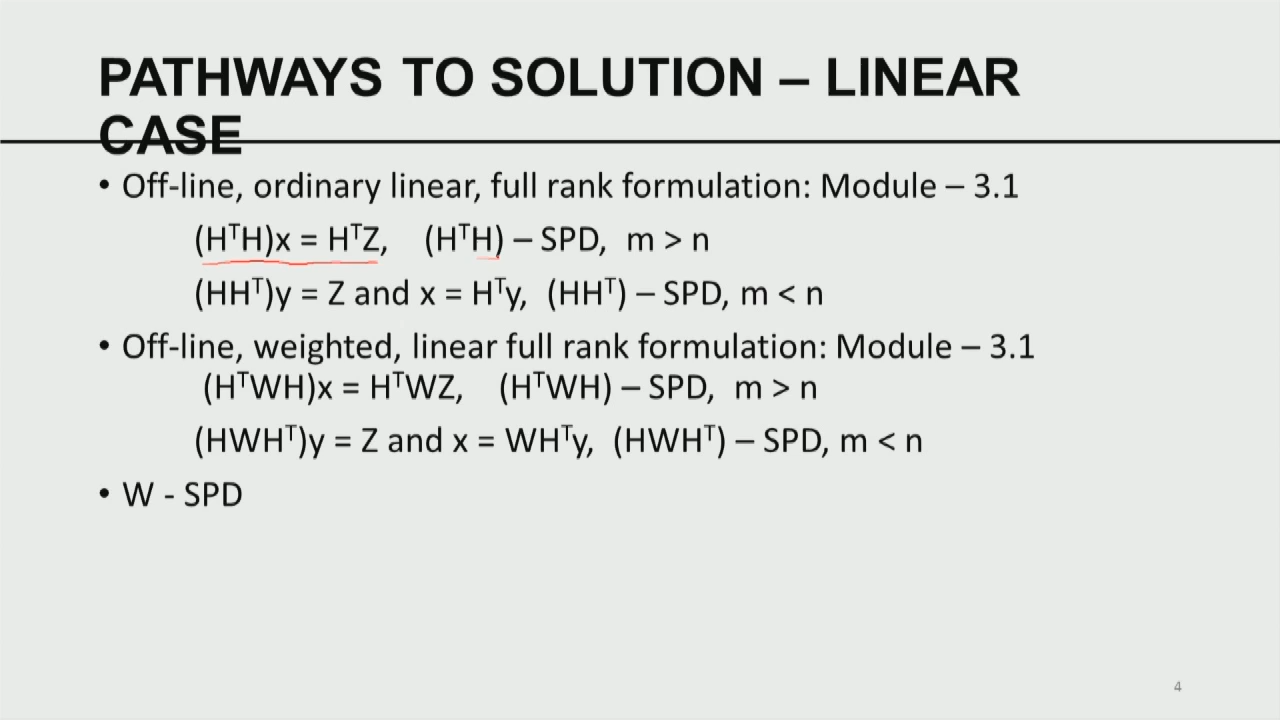 PATHWAYS TO SOLUTION – LINEAR
CASE
• Off-line, ordinary linear, full rank formulation: Module – 3.1
(HᵀH)x = HᵀZ, (HᵀH) – SPD, m > n
(HHᵀ)y = Z and x = Hᵀy, (HHᵀ) – SPD, m < n
• Off-line, weighted, linear full rank formulation: Module – 3.1
(HᵀWH)x = HᵀWZ, (HᵀWH) – SPD, m > n
(HWHᵀ)y = Z and x = WHᵀy, (HWHᵀ) – SPD, m < n
• W - SPD
4